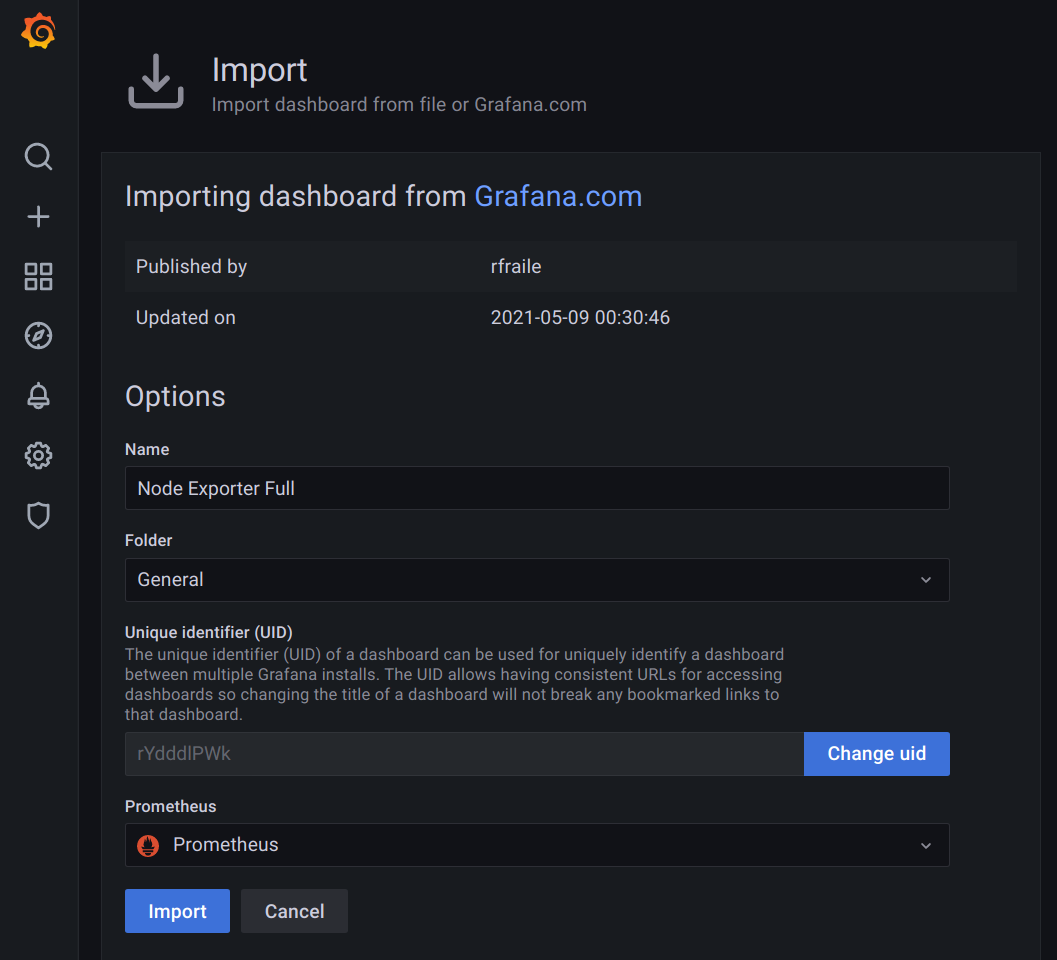 Import
Import dashboard from file or Grafana.com
Importing dashboard from Grafana.com
Published by rfraile
Updated on 2021-05-09 00:30:46
Options
Name
Node Exporter Full
Folder
General
Unique identifier (UID)
The unique identifier (UID) of a dashboard can be used for uniquely identify a dashboard
between multiple Grafana installs. The UID allows having consistent URLs for accessing
dashboards so changing the title of a dashboard will not break any bookmarked links to
that dashboard.
rYdddlPWk
Change uid
Prometheus
Prometheus
Import Cancel